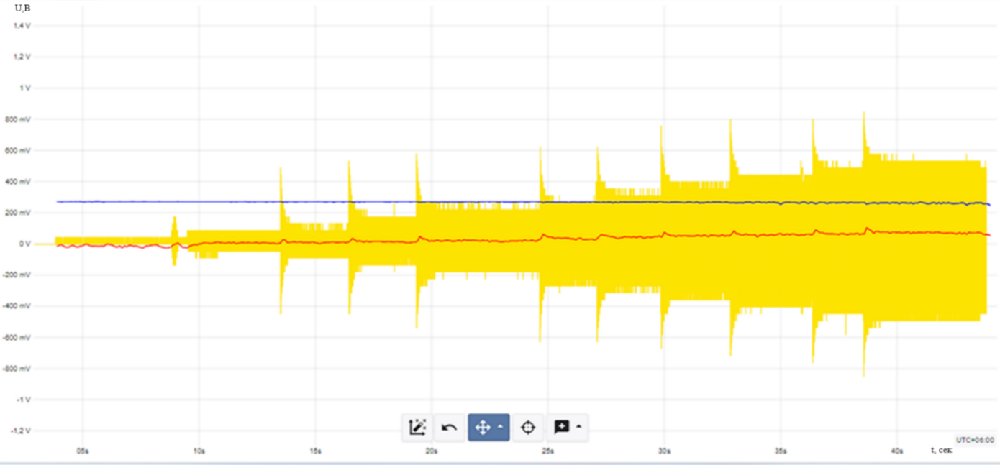 U,В
1,4 V
1,2 V
1 V
800 mV
600 mV
400 mV
200 mV
0 V
-200 mV
-400 mV
-600 mV
-800 mV
-1 V
-1,2 V
UTC+06:00
05s 10s 15s 20s 25s 30s 35s 40s t, сек